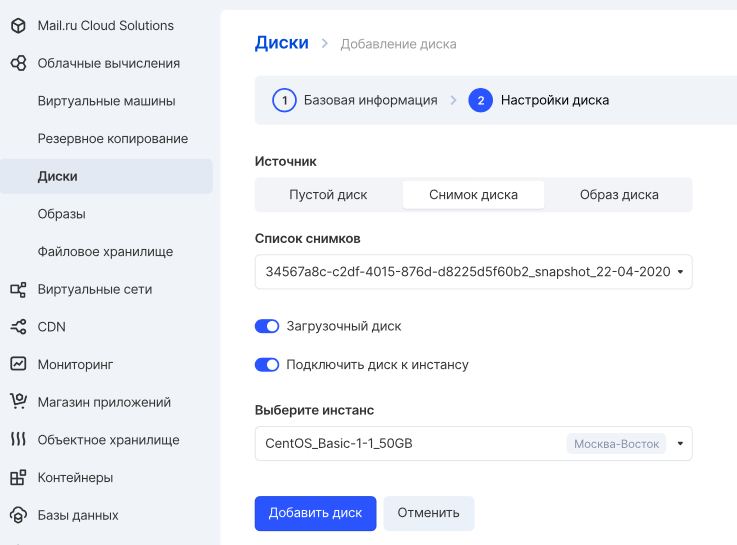 Mail.ru Cloud Solutions
Облачные вычисления
Виртуальные машины
Резервное копирование
Диски
Образы
Файловое хранилище
Виртуальные сети
CDN
Мониторинг
Магазин приложений
Объектное хранилище
Контейнеры
Базы данных
Диски > Добавление диска
1 Базовая информация > 2 Настройки диска
Источник
Пустой диск Снимок диска Образ диска
Список снимков
34567a8c-c2df-4015-876d-d8225d5f60b2_snapshot_22-04-2020
Загрузочный диск
Подключить диск к инстансу
Выберите инстанс
CentOS_Basic-1-1_50GB Москва-Восток
Добавить диск Отменить